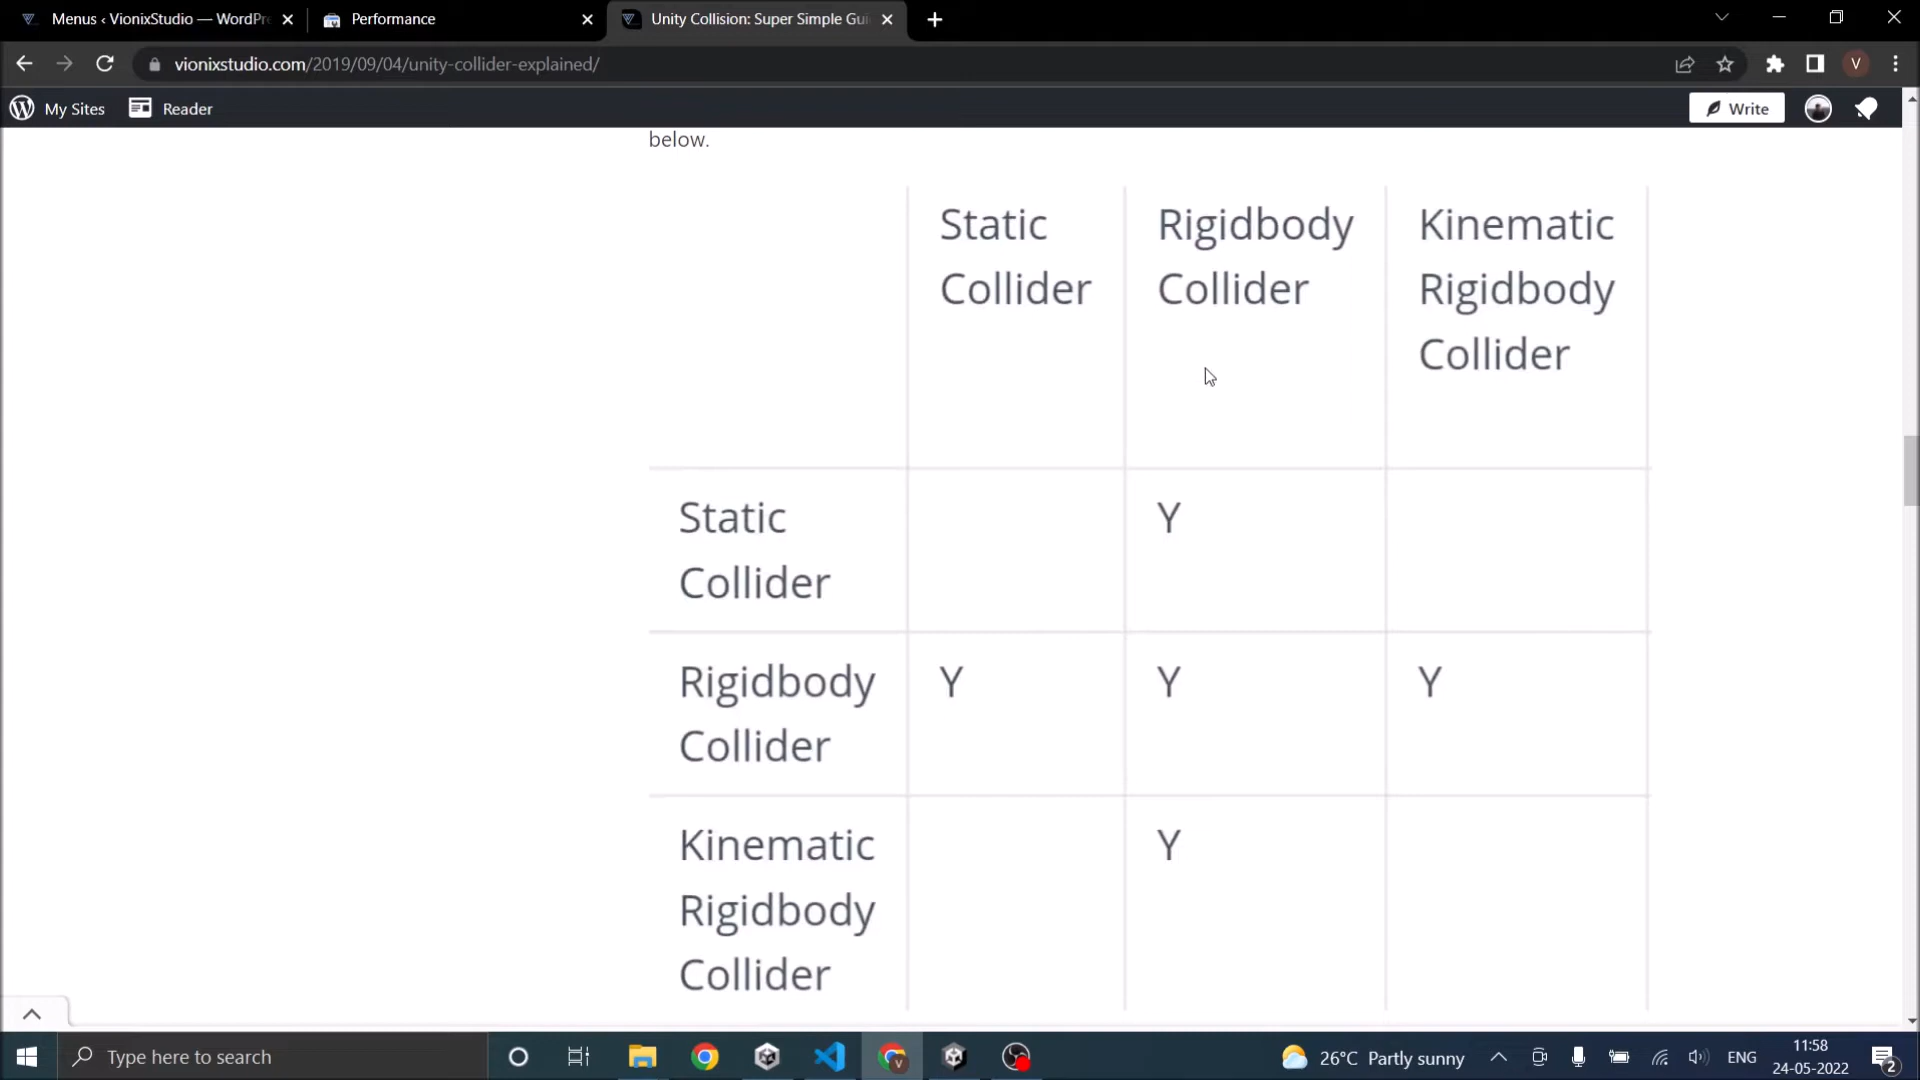 Menus ‹ VionixStudio — WordPr
Performance
Unity Collision: Super Simple Gui
vionixstudio.com/2019/09/04/unity-collider-explained/
V
My Sites
Reader
Write
below.
Static Collider
Rigidbody Collider
Kinematic Rigidbody Collider
Static Collider
Y
Rigidbody Collider
Y
Y
Y
Kinematic Rigidbody Collider
Y
Type here to search
V
26°C Partly sunny
ENG
11:58
24-05-2022
2